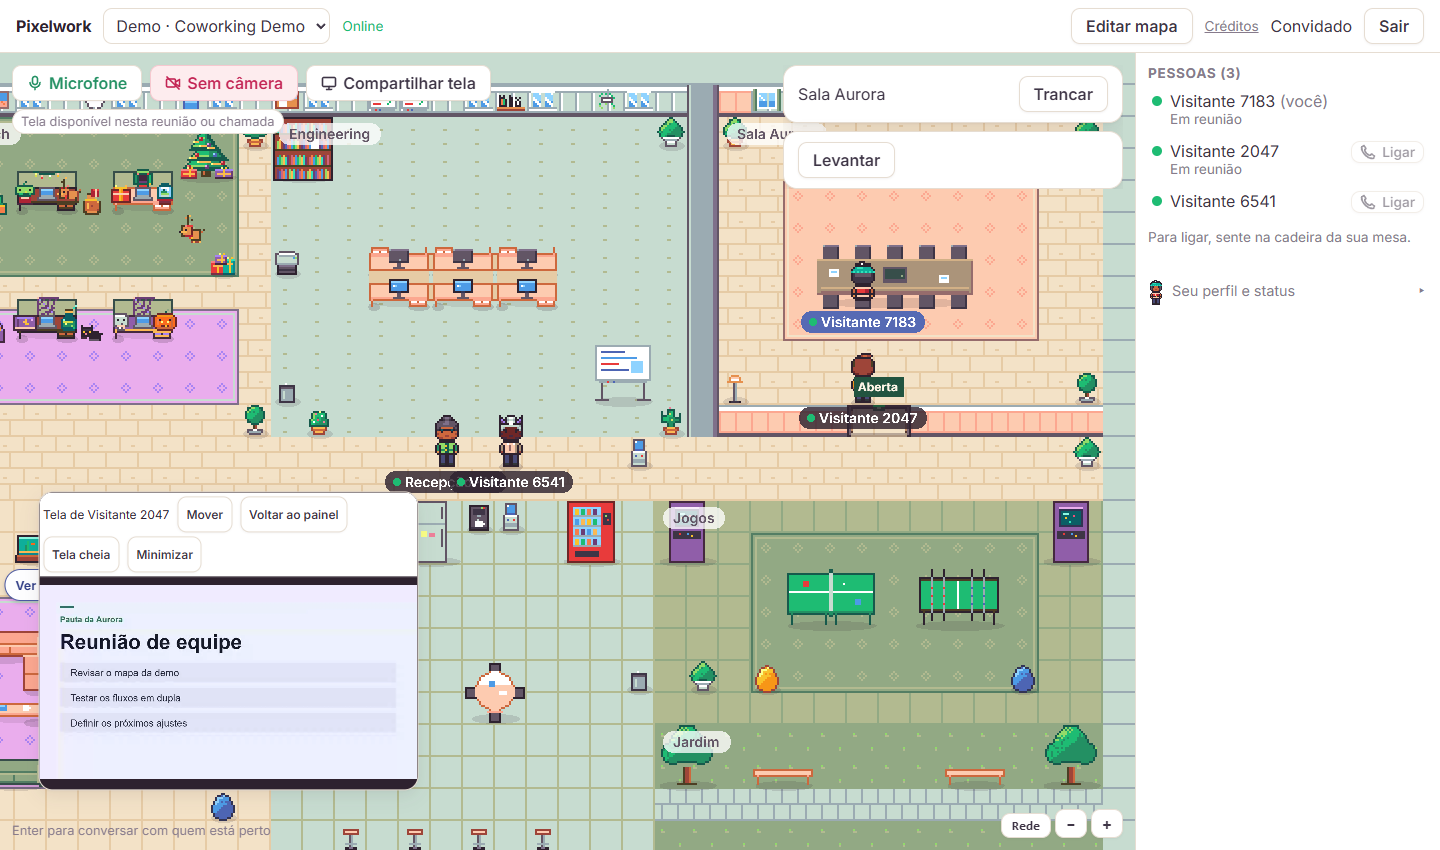 Pixelwork
Demo · Coworking Demo
Online
Editar mapa
Créditos
Convidado
Sair
Microfone
Sem câmera
Compartilhar tela
Tela disponível nesta reunião ou chamada
ch
Engineering
Sala Aurora
Trancar
Sala Au
Levantar
PESSOAS (3)
Visitante 7183 (você)
Em reunião
Visitante 2047
Em reunião
Ligar
Visitante 6541
Ligar
Para ligar, sente na cadeira da sua mesa.
Seu perfil e status
Visitante 7183
Aberta
Visitante 2047
Recep
Visitante 6541
Tela de Visitante 2047
Mover
Voltar ao painel
Tela cheia
Minimizar
Ver
Pauta da Aurora
Reunião de equipe
Revisar o mapa da demo
Testar os fluxos em dupla
Definir os próximos ajustes
Jogos
Jardim
Enter para conversar com quem está perto
Rede
−
+